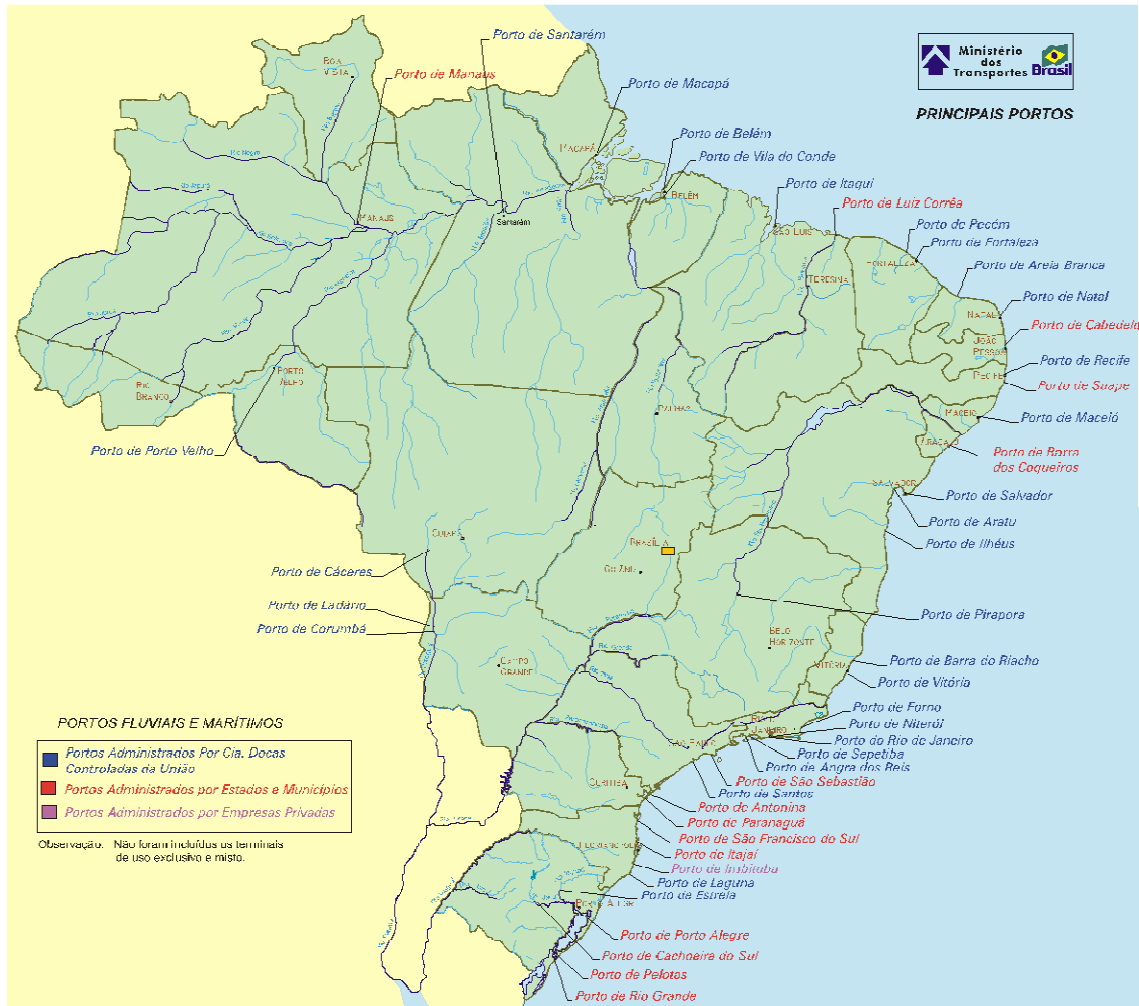 Porto de Santarém
Ministério
dos
Transportes
Brasil
PRINCIPAIS PORTOS
BOA
VISTA
Porto de Manaus
Porto de Macapá
Porto de Belém
MACAPÁ
Porto de Vila do Conde
Rio Negro
Porto de Itaqui
BELÉM
Porto de Luiz Corrêa
MANAUS
Santarém
SÃO LUIS
Porto de Pecém
Porto de Fortaleza
FORTALEZA
Porto de Areia Branca
TERESINA
Porto de Natal
NATAL
Porto de Cabedelo
JOÃO
PESSOA
Porto de Recife
RECIFE
Porto de Suape
PORTO
VELHO
RIO
BRANCO
PALMAS
MACEIÓ
Porto de Maceió
ARACAJÚ
Porto de Porto Velho
Porto de Barra
dos Coqueiros
SALVADOR
Porto de Salvador
Porto de Aratu
CUIABÁ
BRASÍLIA
Porto de Ilhéus
Porto de Cáceres
GOIÂNIA
Porto de Ladário
Porto de Pirapora
Porto de Corumbá
Rio Grande
BELO
HORIZONTE
CAMPO
GRANDE
VITÓRIA
Porto de Barra do Riacho
Porto de Vitória
Porto de Forno
RIO D
JANEIRO
Porto de Niterói
Porto do Rio de Janeiro
SÃO PAULO
Porto de Sepetiba
Porto de Angra dos Reis
Porto de São Sebastião
CURITIBA
Porto de Santos
Porto de Antonina
Porto de Paranaguá
Porto de São Francisco do Sul
FLORIANÓPOLIS
Porto de Itajaí
Porto de Imbituba
Porto de Laguna
Porto de Estrela
PORTO ALEGRE
Porto de Porto Alegre
Porto de Cachoeira do Sul
Porto de Pelotas
Porto de Rio Grande
PORTOS FLUVIAIS E MARÍTIMOS
Portos Administrados Por Cia. Docas
Controladas da União
Portos Administrados por Estados e Municípios
Portos Administrados por Empresas Privadas
Observação: Não foram incluídos os terminais
de uso exclusivo e misto.